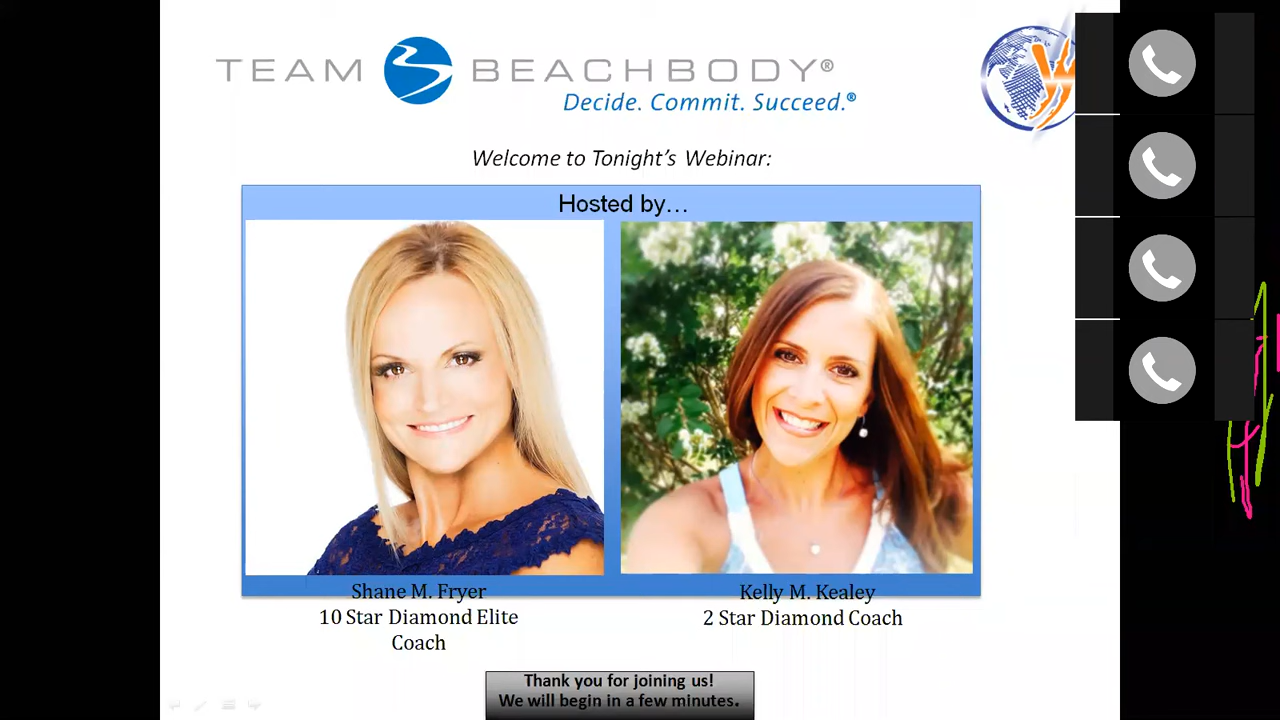 TEAM BEACHBODY®
Decide. Commit. Succeed.®
Welcome to Tonight's Webinar:
Hosted by…
Shane M. Fryer
10 Star Diamond Elite
Coach
Kelly M. Kealey
2 Star Diamond Coach
Thank you for joining us!
We will begin in a few minutes.